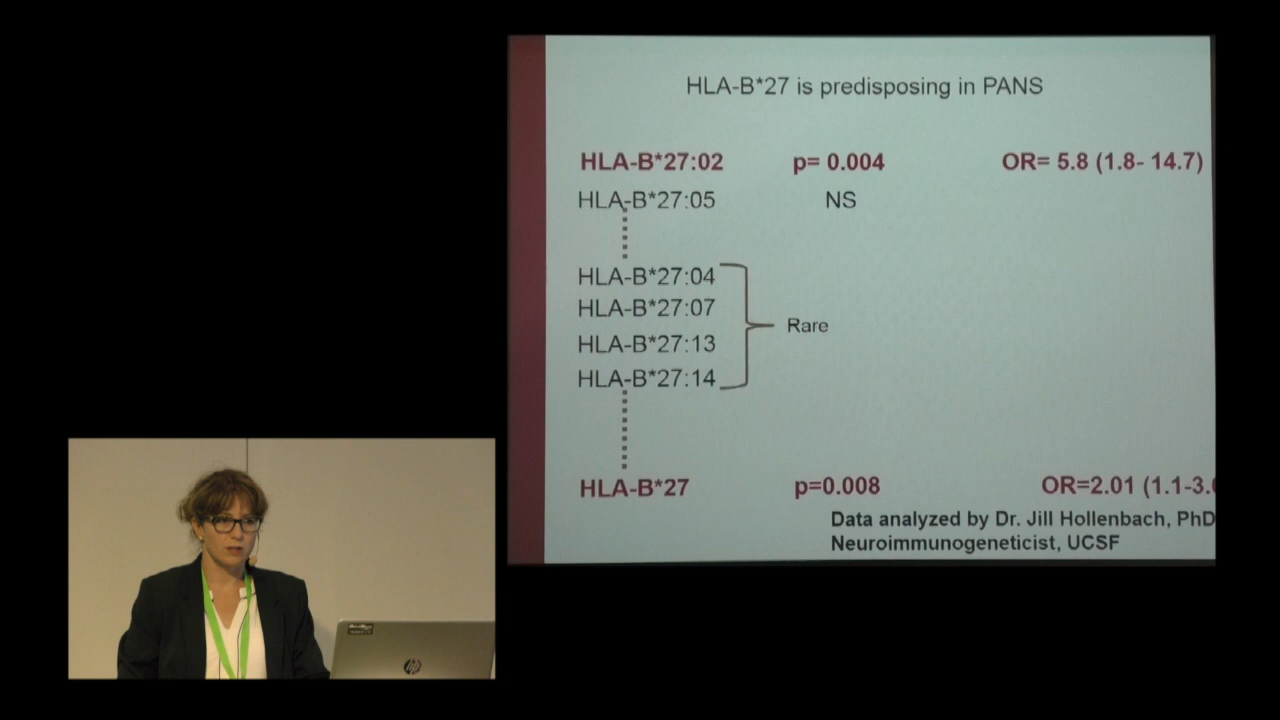 HLA-B*27 is predisposing in PANS
HLA-B*27:02 p= 0.004 OR= 5.8 (1.8- 14.7)
HLA-B*27:05 NS
HLA-B*27:04
HLA-B*27:07
HLA-B*27:13
HLA-B*27:14
Rare
HLA-B*27 p=0.008 OR=2.01 (1.1-3.
Data analyzed by Dr. Jill Hollenbach, PhD
Neuroimmunogeneticist, UCSF
hp